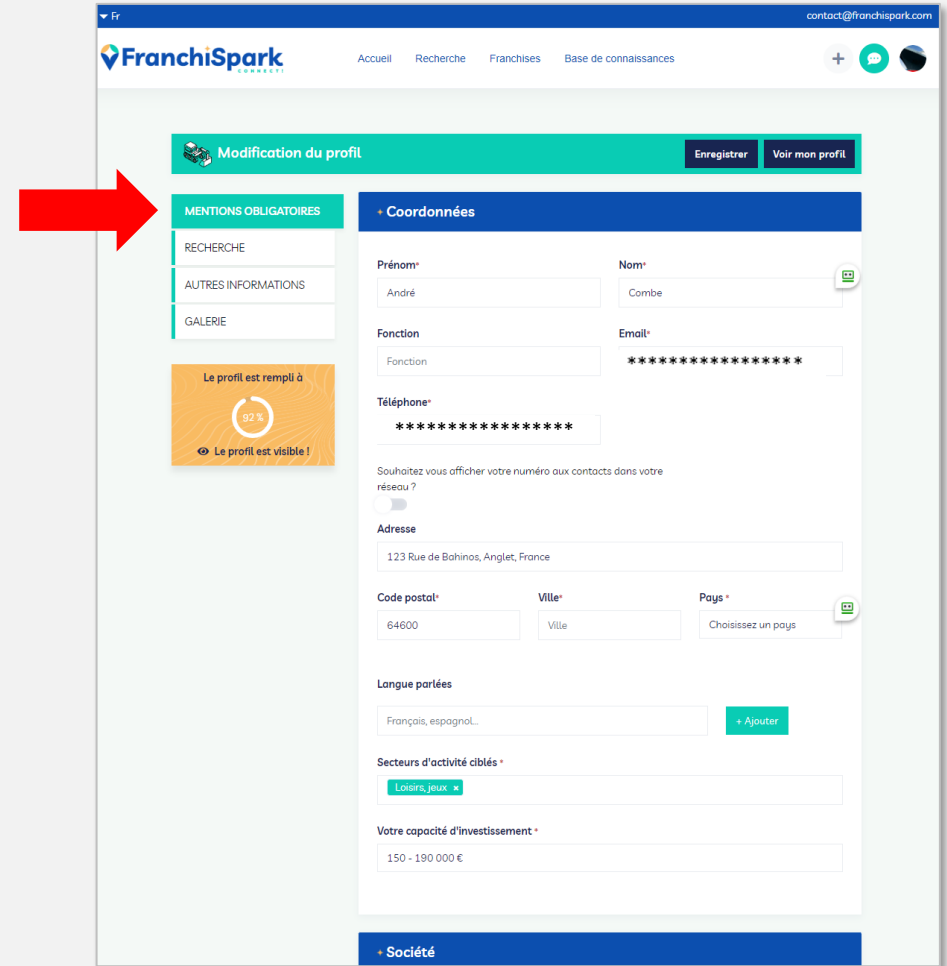 Fr
contact@franchispark.com
FranchiSpark
CONNECT!
Accueil Recherche Franchises Base de connaissances
+
Modification du profil
Enregistrer Voir mon profil
MENTIONS OBLIGATOIRES
RECHERCHE
AUTRES INFORMATIONS
GALERIE
Le profil est rempli à
92 %
Le profil est visible !
+ Coordonnées
Prénom* Nom*
André Combe
Fonction Email*
Fonction *****************
Téléphone*
*****************
Souhaitez vous afficher votre numéro aux contacts dans votre
réseau ?
Adresse
123 Rue de Bahinos, Anglet, France
Code postal* Ville* Pays *
64600 Ville Choisissez un pays
Langue parlées
Français, espagnol... + Ajouter
Secteurs d'activité ciblés *
Loisirs, jeux ×
Votre capacité d'investissement *
150 - 190 000 €
+ Société